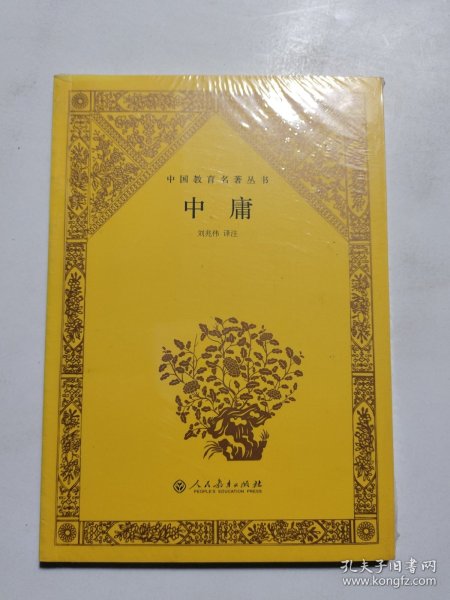 中国教育名著丛书
中庸
刘兆伟 译注
人民教育出版社
PEOPLE'S EDUCATION PRESS
孔夫子旧书网
www.kongfz.com